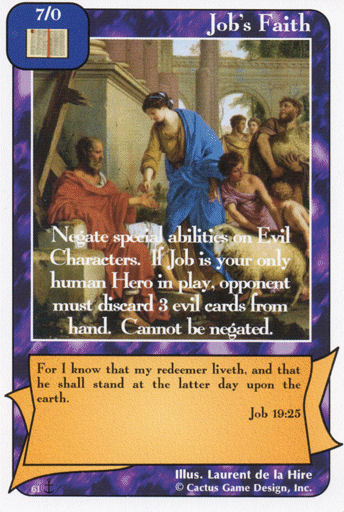 7/0
Job's Faith
Negate special abilities on Evil
Characters. If Job is your only
human Hero in play, opponent
must discard 3 evil cards from
hand. Cannot be negated.
For I know that my redeemer liveth, and that
he shall stand at the latter day upon the
earth.
Job 19:25
Illus. Laurent de la Hire
© Cactus Game Design, Inc.
61